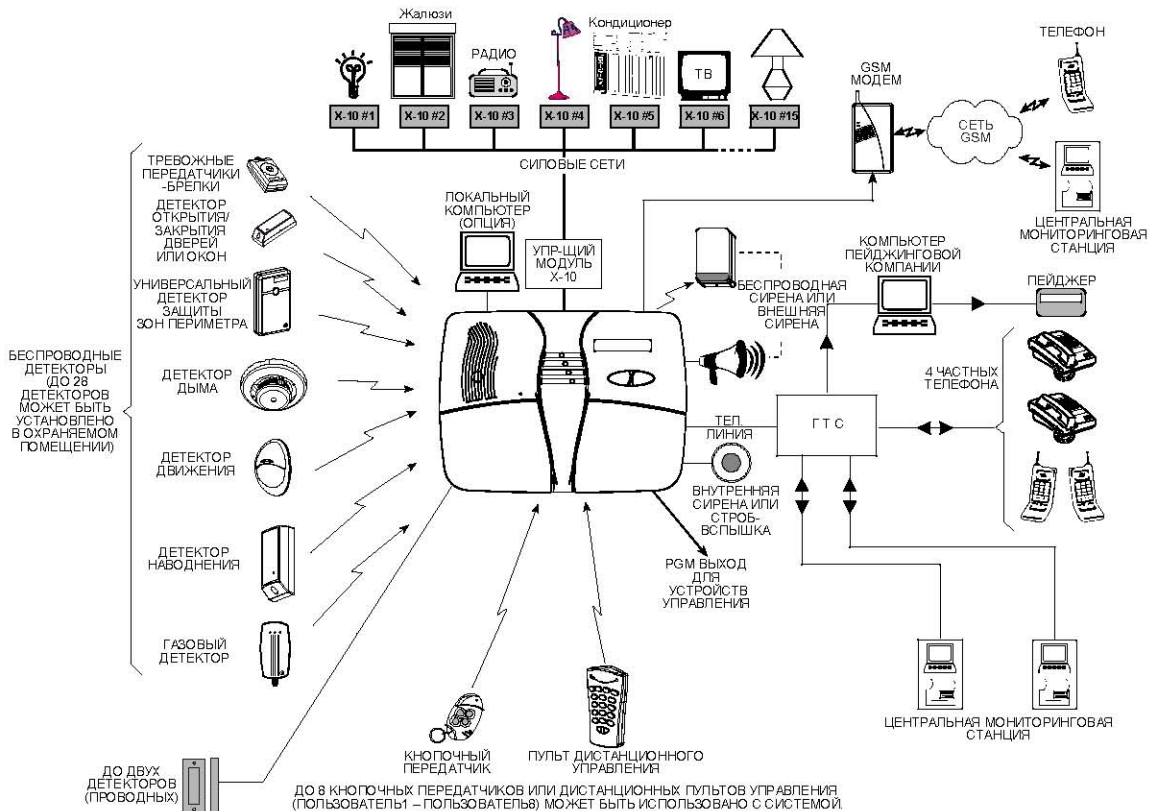 Жалюзи
РАДИО
Кондиционер
ТВ
X-10 #1
X-10 #2
X-10 #3
X-10 #4
X-10 #5
X-10 #6
X-10 #15
СИЛОВЫЕ СЕТИ
GSM
МОДЕМ
ТЕЛЕФОН
СЕТЬ
GSM
ЦЕНТРАЛЬНАЯ
МОНИТОРИНГОВАЯ
СТАНЦИЯ
ТРЕВОЖНЫЕ
ПЕРЕДАТЧИКИ
-БРЕЛКИ
ДЕТЕКТОР
ОТКРЫТИЯ/
ЗАКРЫТИЯ
ДВЕРЕЙ
ИЛИ ОКОН
УНИВЕРСАЛЬНЫЙ
ДЕТЕКТОР
ЗАЩИТЫ
ЗОН ПЕРИМЕТРА
ДЕТЕКТОР
ДЫМА
ДЕТЕКТОР
ДВИЖЕНИЯ
ДЕТЕКТОР
НАВОДНЕНИЯ
ГАЗОВЫЙ
ДЕТЕКТОР
БЕСПРОВОДНЫЕ
ДЕТЕКТОРЫ
(ДО 28
ДЕТЕКТОРОВ
МОЖЕТ БЫТЬ
УСТАНОВЛЕНО
В ОХРАНЯЕМОМ
ПОМЕЩЕНИИ)
ЛОКАЛЬНЫЙ
КОМПЬЮТЕР
(ОПЦИЯ)
УПР-ЩИЙ
МОДУЛЬ
X-10
БЕСПРОВОДНАЯ
СИРЕНА ИЛИ
ВНЕШНЯЯ
СИРЕНА
КОМПЬЮТЕР
ПЕЙДЖИНГОВОЙ
КОМПАНИИ
ПЕЙДЖЕР
4 ЧАСТНЫХ
ТЕЛЕФОНА
ТЕЛ.
ЛИНИЯ
ГТС
ВНУТРЕННЯЯ
СИРЕНА ИЛИ
СТРОБ-
ВСПЫШКА
PGM ВЫХОД
ДЛЯ
УСТРОЙСТВ
УПРАВЛЕНИЯ
ЦЕНТРАЛЬНАЯ МОНИТОРИНГОВАЯ
СТАНЦИЯ
КНОПОЧНЫЙ
ПЕРЕДАТЧИК
ПУЛЬТ ДИСТАНЦИОННОГО
УПРАВЛЕНИЯ
ДО ДВУХ
ДЕТЕКТОРОВ
(ПРОВОДНЫХ)
ДО 8 КНОПОЧНЫХ ПЕРЕДАТЧИКОВ ИЛИ ДИСТАНЦИОННЫХ ПУЛЬТОВ УПРАВЛЕНИЯ
(ПОЛЬЗОВАТЕЛЬ1 – ПОЛЬЗОВАТЕЛЬ8) МОЖЕТ БЫТЬ ИСПОЛЬЗОВАНО С СИСТЕМОЙ.